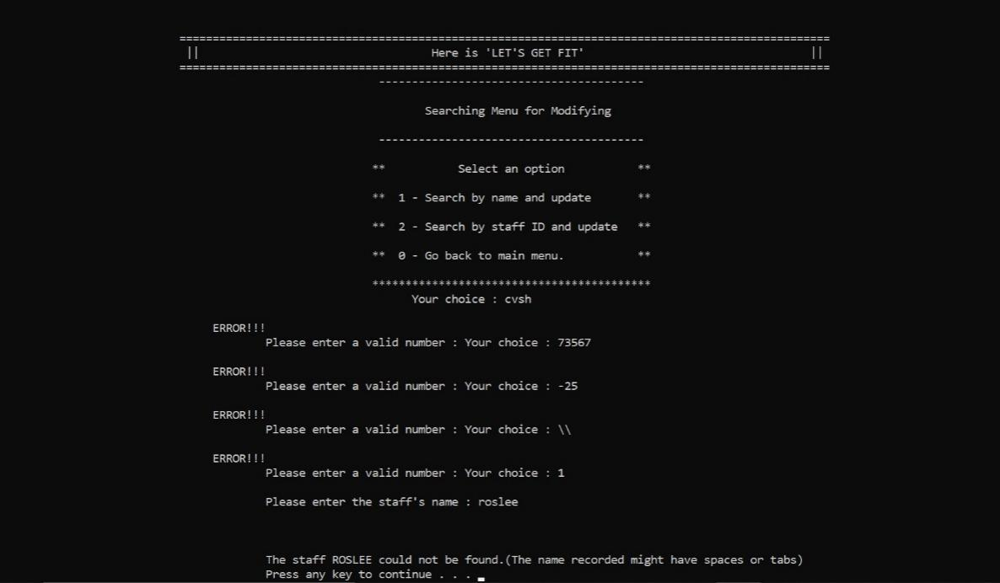 ==================================================================================================
|| Here is 'LET'S GET FIT' ||
==================================================================================================
----------------------------------------
Searching Menu for Modifying
----------------------------------------
** Select an option **
** 1 - Search by name and update **
** 2 - Search by staff ID and update **
** 0 - Go back to main menu. **
******************************************
Your choice : cvsh
ERROR!!!
Please enter a valid number : Your choice : 73567
ERROR!!!
Please enter a valid number : Your choice : -25
ERROR!!!
Please enter a valid number : Your choice : \\
ERROR!!!
Please enter a valid number : Your choice : 1
Please enter the staff's name : roslee
The staff ROSLEE could not be found.(The name recorded might have spaces or tabs)
Press any key to continue . . .